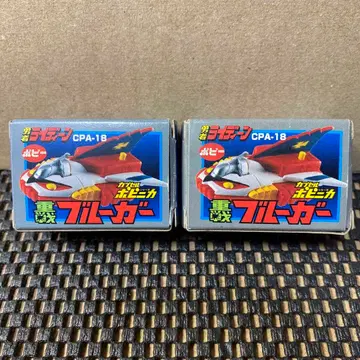 勇者ライディーン CPA-18
ポピー
カプセル
ポピニカ
重戦ブルーガー
勇者ライディーン CPA-18
ポピー
カプセル
ポピニカ
重戦ブルーガー